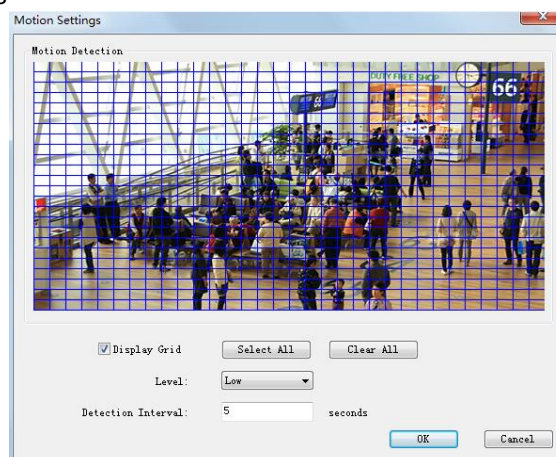 Motion Settings
Motion Detection
DUTY FREE SHOP
66
66
Display Grid
Select All
Clear All
Level:
Low
Detection Interval:
5
seconds
OK
Cancel